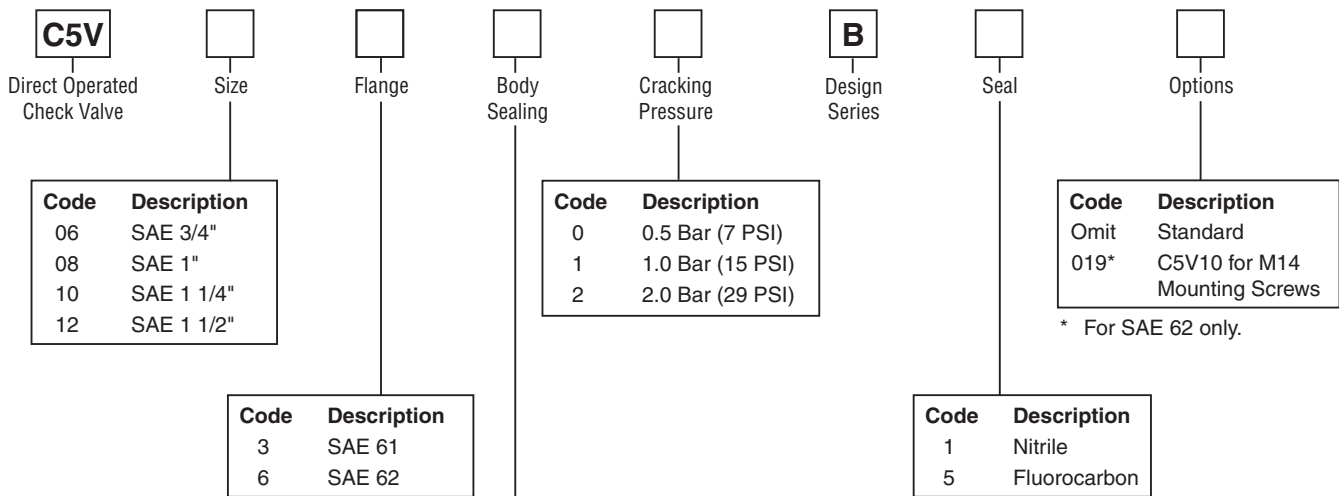 C5V B
Direct Operated
Check Valve
Size
Flange
Body
Sealing
Cracking
Pressure
Design
Series
Seal
Options
Code Description
06 SAE 3/4"
08 SAE 1"
10 SAE 1 1/4"
12 SAE 1 1/2"
Code Description
0 0.5 Bar (7 PSI)
1 1.0 Bar (15 PSI)
2 2.0 Bar (29 PSI)
Code Description
Omit Standard
019* C5V10 for M14
Mounting Screws
* For SAE 62 only.
Code Description
3 SAE 61
6 SAE 62
Code Description
1 Nitrile
5 Fluorocarbon